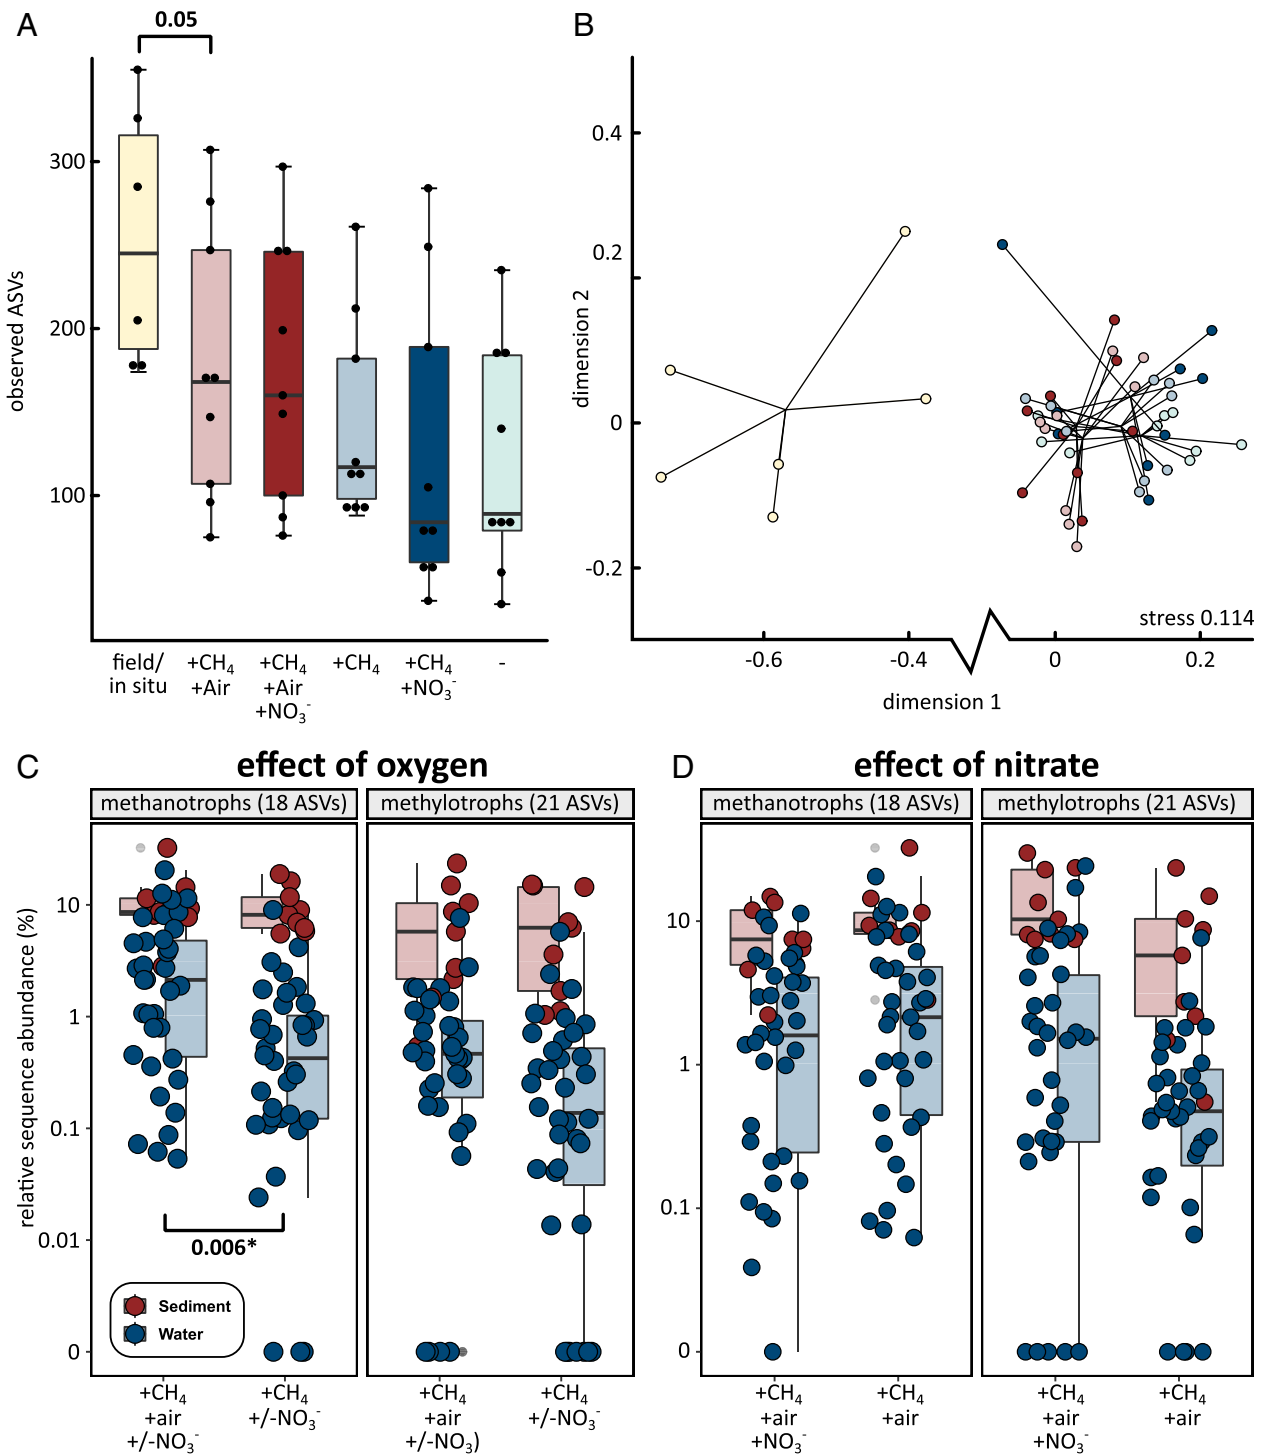 A
0.05
observed ASVs
300
200
100
field/
in situ
+CH₄
+Air
+CH₄
+Air
+NO₃⁻
+CH₄
+CH₄
+NO₃⁻
-
B
dimension 2
0.4
0.2
0
-0.2
stress 0.114
-0.6
-0.4
0
0.2
dimension 1
C
effect of oxygen
methanotrophs (18 ASVs)
methylotrophs (21 ASVs)
relative sequence abundance (%)
10
1
0.1
0.01
0
0.006*
Sediment
Water
+CH₄
+air
+/-NO₃⁻
+CH₄
+/-NO₃⁻
+CH₄
+air
+/-NO₃)
+CH₄
+/-NO₃⁻
D
effect of nitrate
methanotrophs (18 ASVs)
methylotrophs (21 ASVs)
10
1
0.1
0
+CH₄
+air
+NO₃⁻
+CH₄
+air
+CH₄
+air
+NO₃⁻
+CH₄
+air